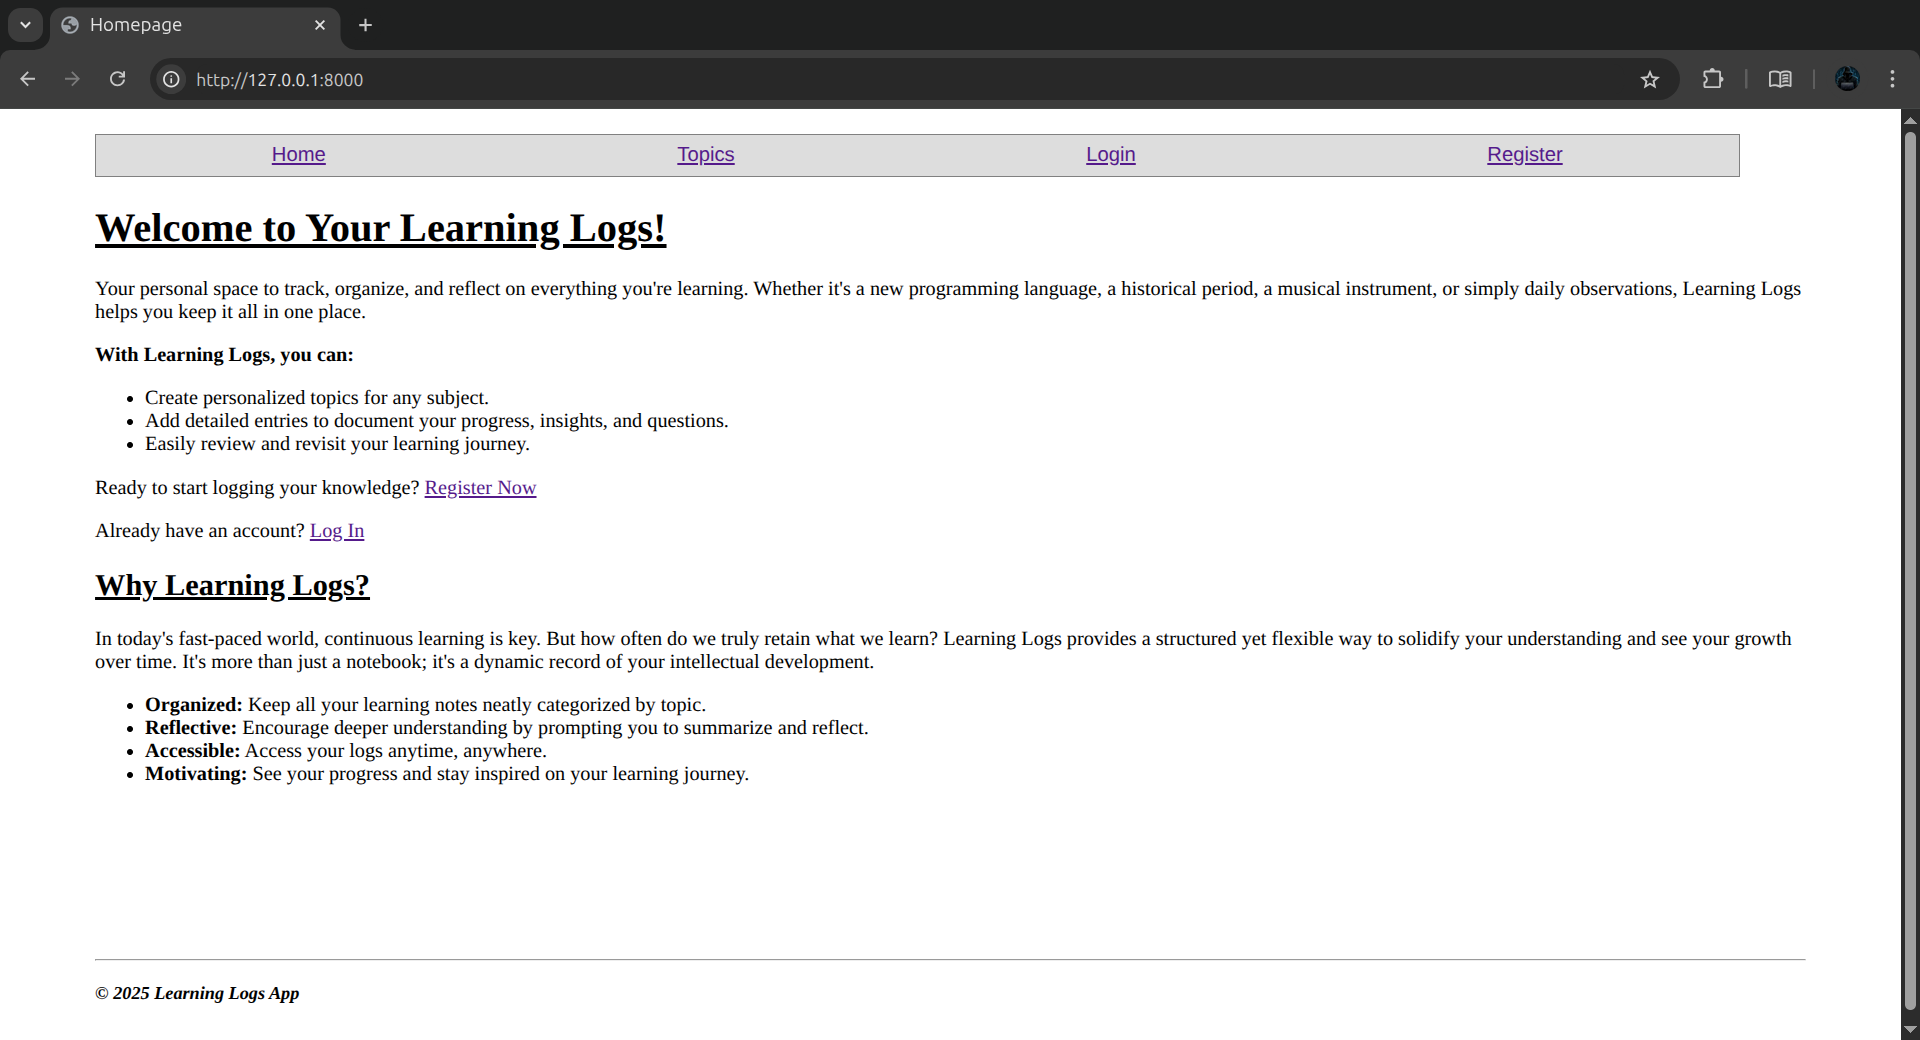 Homepage
http://127.0.0.1:8000
Home Topics Login Register
Welcome to Your Learning Logs!
Your personal space to track, organize, and reflect on everything you're learning. Whether it's a new programming language, a historical period, a musical instrument, or simply daily observations, Learning Logs
helps you keep it all in one place.
With Learning Logs, you can:
• Create personalized topics for any subject.
• Add detailed entries to document your progress, insights, and questions.
• Easily review and revisit your learning journey.
Ready to start logging your knowledge? Register Now
Already have an account? Log In
Why Learning Logs?
In today's fast-paced world, continuous learning is key. But how often do we truly retain what we learn? Learning Logs provides a structured yet flexible way to solidify your understanding and see your growth
over time. It's more than just a notebook; it's a dynamic record of your intellectual development.
• Organized: Keep all your learning notes neatly categorized by topic.
• Reflective: Encourage deeper understanding by prompting you to summarize and reflect.
• Accessible: Access your logs anytime, anywhere.
• Motivating: See your progress and stay inspired on your learning journey.
© 2025 Learning Logs App